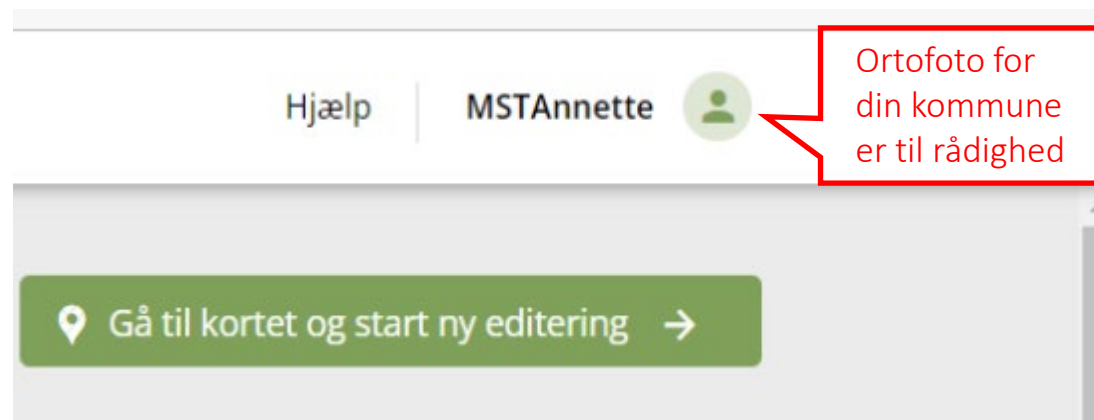 Hjælp MSTAnnette
Ortofoto for
din kommune
er til rådighed
Gå til kortet og start ny editering